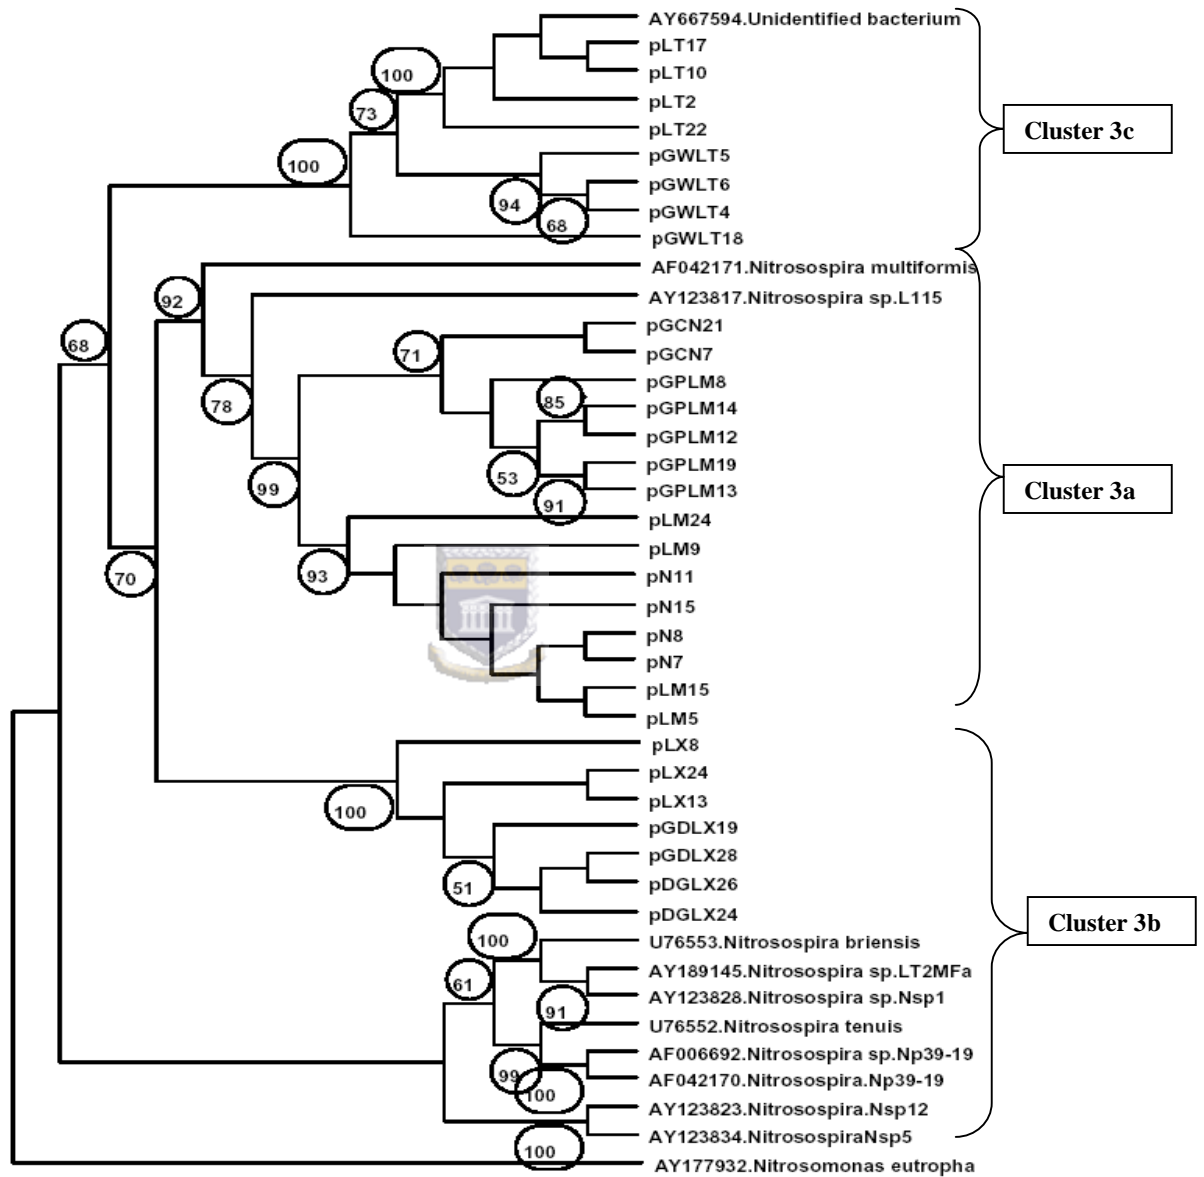 AY667594.Unidentified bacterium
pLT17
100
pLT10
73
pLT2
Cluster 3c
pLT22
100
pGWLT5
pGWLT6
94
pGWLT4
68
pGWLT18
AF042171.Nitrosospira multiformis
92
AY123817.Nitrosospira sp.L115
pGCN21
68
71
pGCN7
pGPLM8
85
78
pGPLM14
pGPLM12
pGPLM19
53
99
pGPLM13
Cluster 3a
91
pLM24
pLM9
70
93
pN11
pN15
pN8
pN7
pLM15
pLM5
pLX8
pLX24
100
pLX13
pGDLX19
pGDLX28
51
pDGLX26
pDGLX24
Cluster 3b
100
U76553.Nitrosospira briensis
61
AY189145.Nitrosospira sp.LT2MFa
AY123828.Nitrosospira sp.Nsp1
91
U76552.Nitrosospira tenuis
AF006692.Nitrosospira sp.Np39-19
99
AF042170.Nitrosospira.Np39-19
100
AY123823.Nitrosospira.Nsp12
AY123834.NitrosospiraNsp5
100
AY177932.Nitrosomonas eutropha